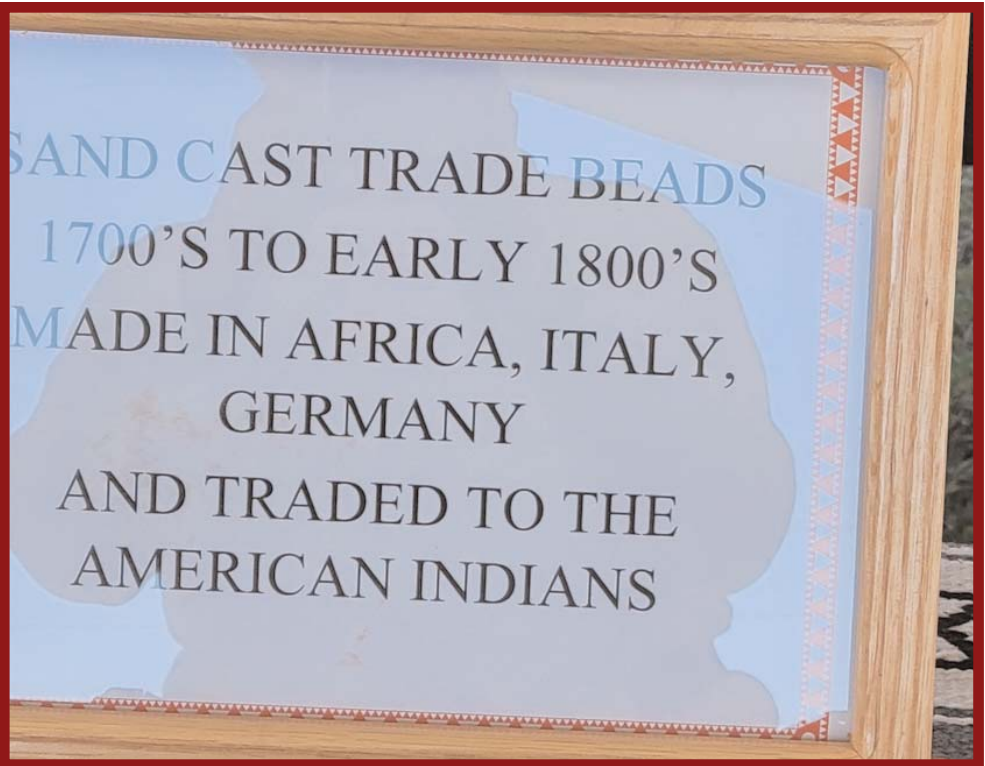 SAND CAST TRADE BEADS
1700'S TO EARLY 1800'S
MADE IN AFRICA, ITALY,
GERMANY
AND TRADED TO THE
AMERICAN INDIANS